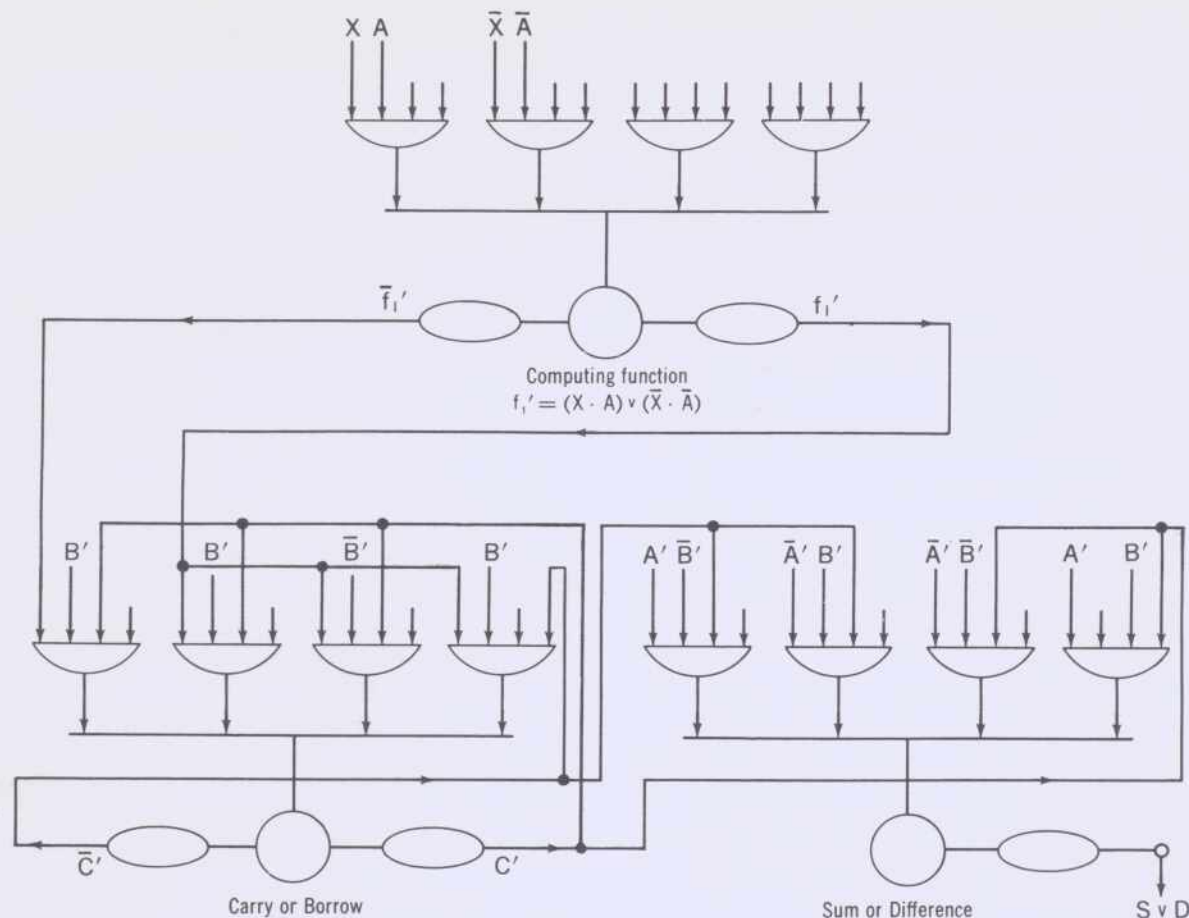 X A X̅ A̅
f̅₁′ f₁′
Computing function
f₁′ = (X · A) v (X̅ · A̅)
B′ B′ B̅′ B′ A′ B̅′ A̅′ B′ A̅′ B̅′ A′ B′
C̅′ C′
Carry or Borrow Sum or Difference S v D